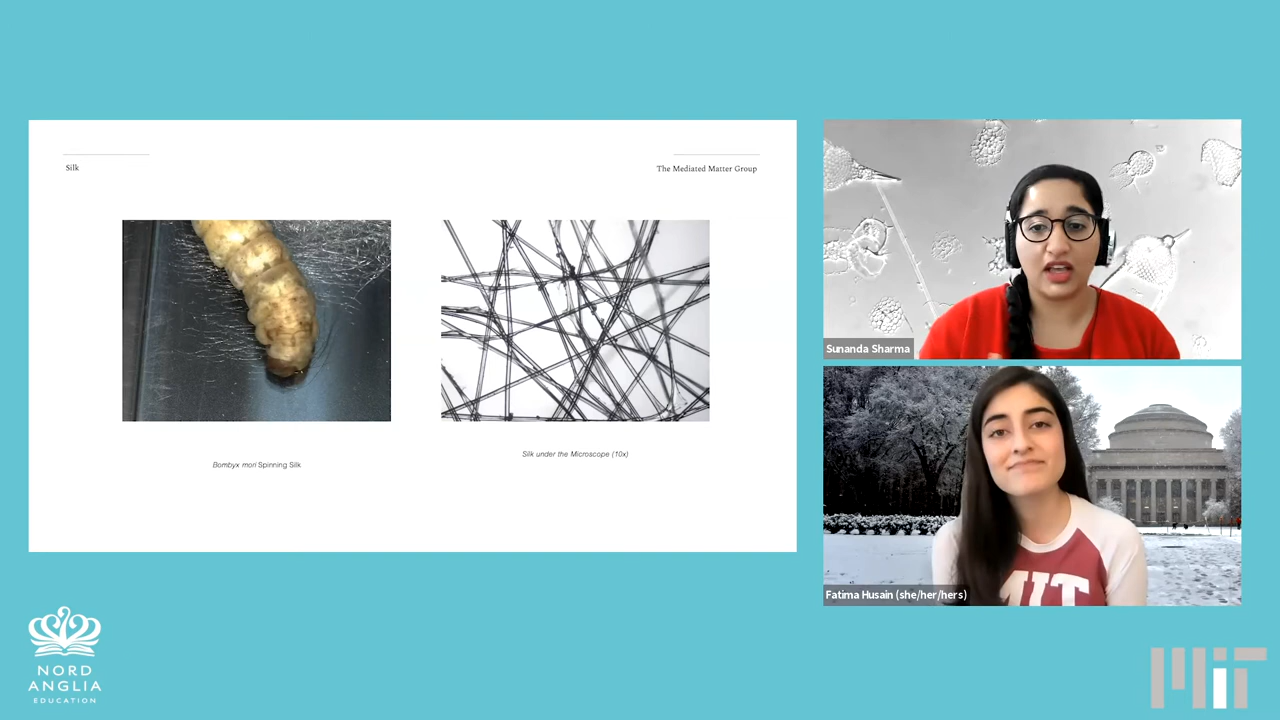 Silk
The Mediated Matter Group
Bombyx mori Spinning Silk
Silk under the Microscope (10x)
Sunanda Sharma
MIT
Fatima Husain (she/her/hers)
NORD
ANGLIA
EDUCATION
MIT